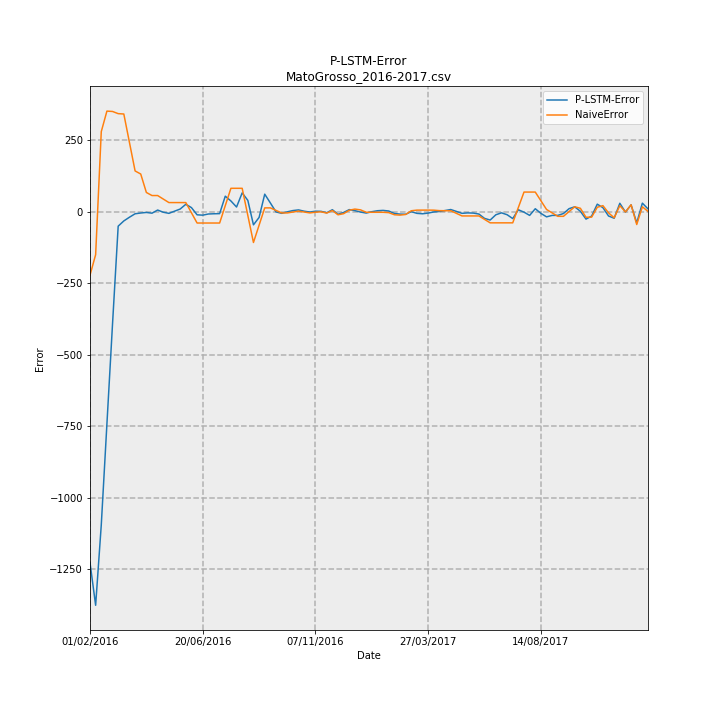 P-LSTM-Error
MatoGrosso_2016-2017.csv
P-LSTM-Error
NaiveError
250
0
−250
−500
−750
−1000
−1250
Error
01/02/2016
20/06/2016
07/11/2016
27/03/2017
14/08/2017
Date